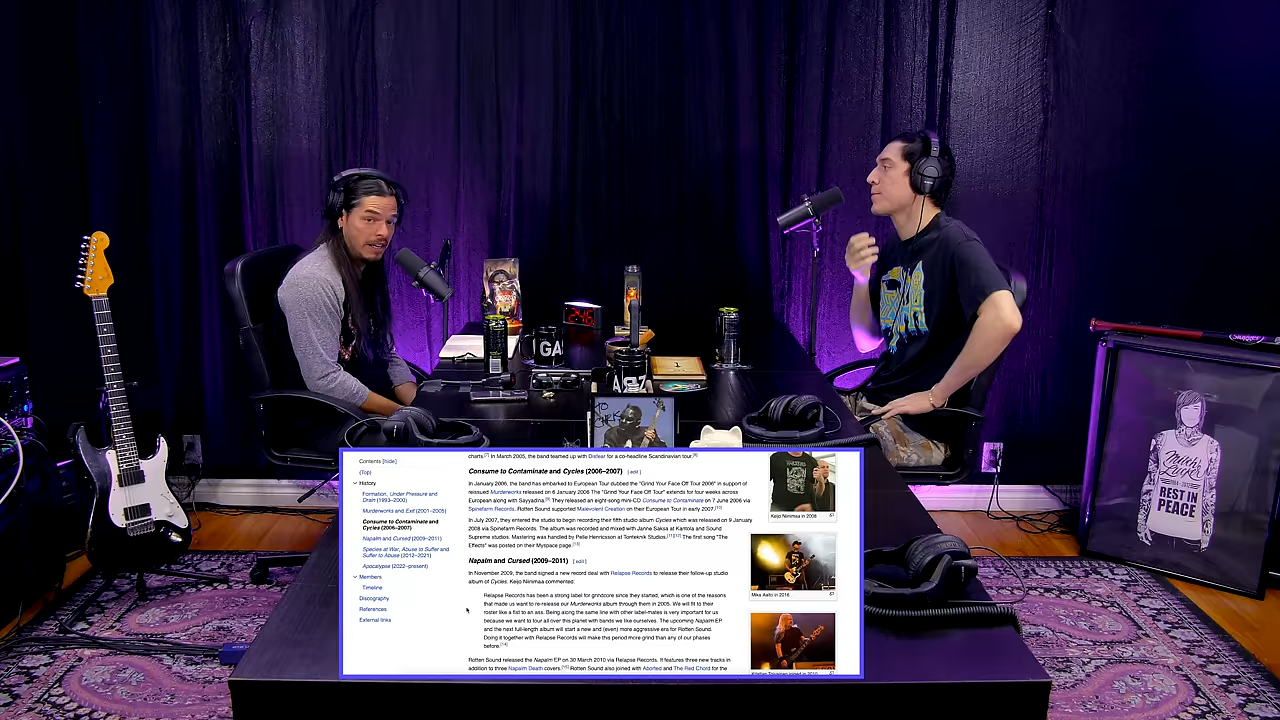 2:45
GAS
Contents [hide]
(Top)
History
Formation, Under Pressure and
Drain (1993–2000)
Murderworks and Exit (2001–2005)
Consume to Contaminate and
Cycles (2006–2007)
Napalm and Cursed (2009–2011)
Species at War, Abuse to Suffer and
Suffer to Abuse (2012–2021)
Apocalypse (2022–present)
Members
Timeline
Discography
References
External links
charts.[7] In March 2005, the band teamed up with Disfear for a co-headline Scandinavian tour.[8]
Consume to Contaminate and Cycles (2006–2007) [edit]
In January 2006, the band has embarked to European Tour dubbed the "Grind Your Face Off Tour 2006" in support of
reissued Murderworks released on 6 January 2006 The "Grind Your Face Off Tour" extends for four weeks across
European along with Sayyadina.[9] They released an eight-song mini-CD Consume to Contaminate on 7 June 2006 via
Spinefarm Records. Rotten Sound supported Malevolent Creation on their European Tour in early 2007.[10]
In July 2007, they entered the studio to begin recording their fifth studio album Cycles which was released on 9 January
2008 via Spinefarm Records. The album was recorded and mixed with Janne Saksa at Kantola and Sound
Supreme studios. Mastering was handled by Pelle Henricsson at Tonteknik Studios.[11][12] The first song "The
Effects" was posted on their Myspace page.[13]
Napalm and Cursed (2009–2011) [edit]
In November 2009, the band signed a new record deal with Relapse Records to release their follow-up studio
album of Cycles. Keijo Niinimaa commented:
Relapse Records has been a strong label for grindcore since they started, which is one of the reasons
that made us want to re-release our Murderworks album through them in 2005. We will fit to their
roster like a fist to an ass. Being along the same line with other label-mates is very important for us
because we want to tour all over this planet with bands we like ourselves. The upcoming Napalm EP
and the next full-length album will start a new and (even) more aggressive era for Rotten Sound.
Doing it together with Relapse Records will make this period more grind than any of our phases
before.[14]
Rotten Sound released the Napalm EP on 30 March 2010 via Relapse Records. It features three new tracks in
addition to three Napalm Death covers.[15] Rotten Sound also joined with Aborted and The Red Chord for the
Keijo Niinimaa in 2008
Mika Aalto in 2016